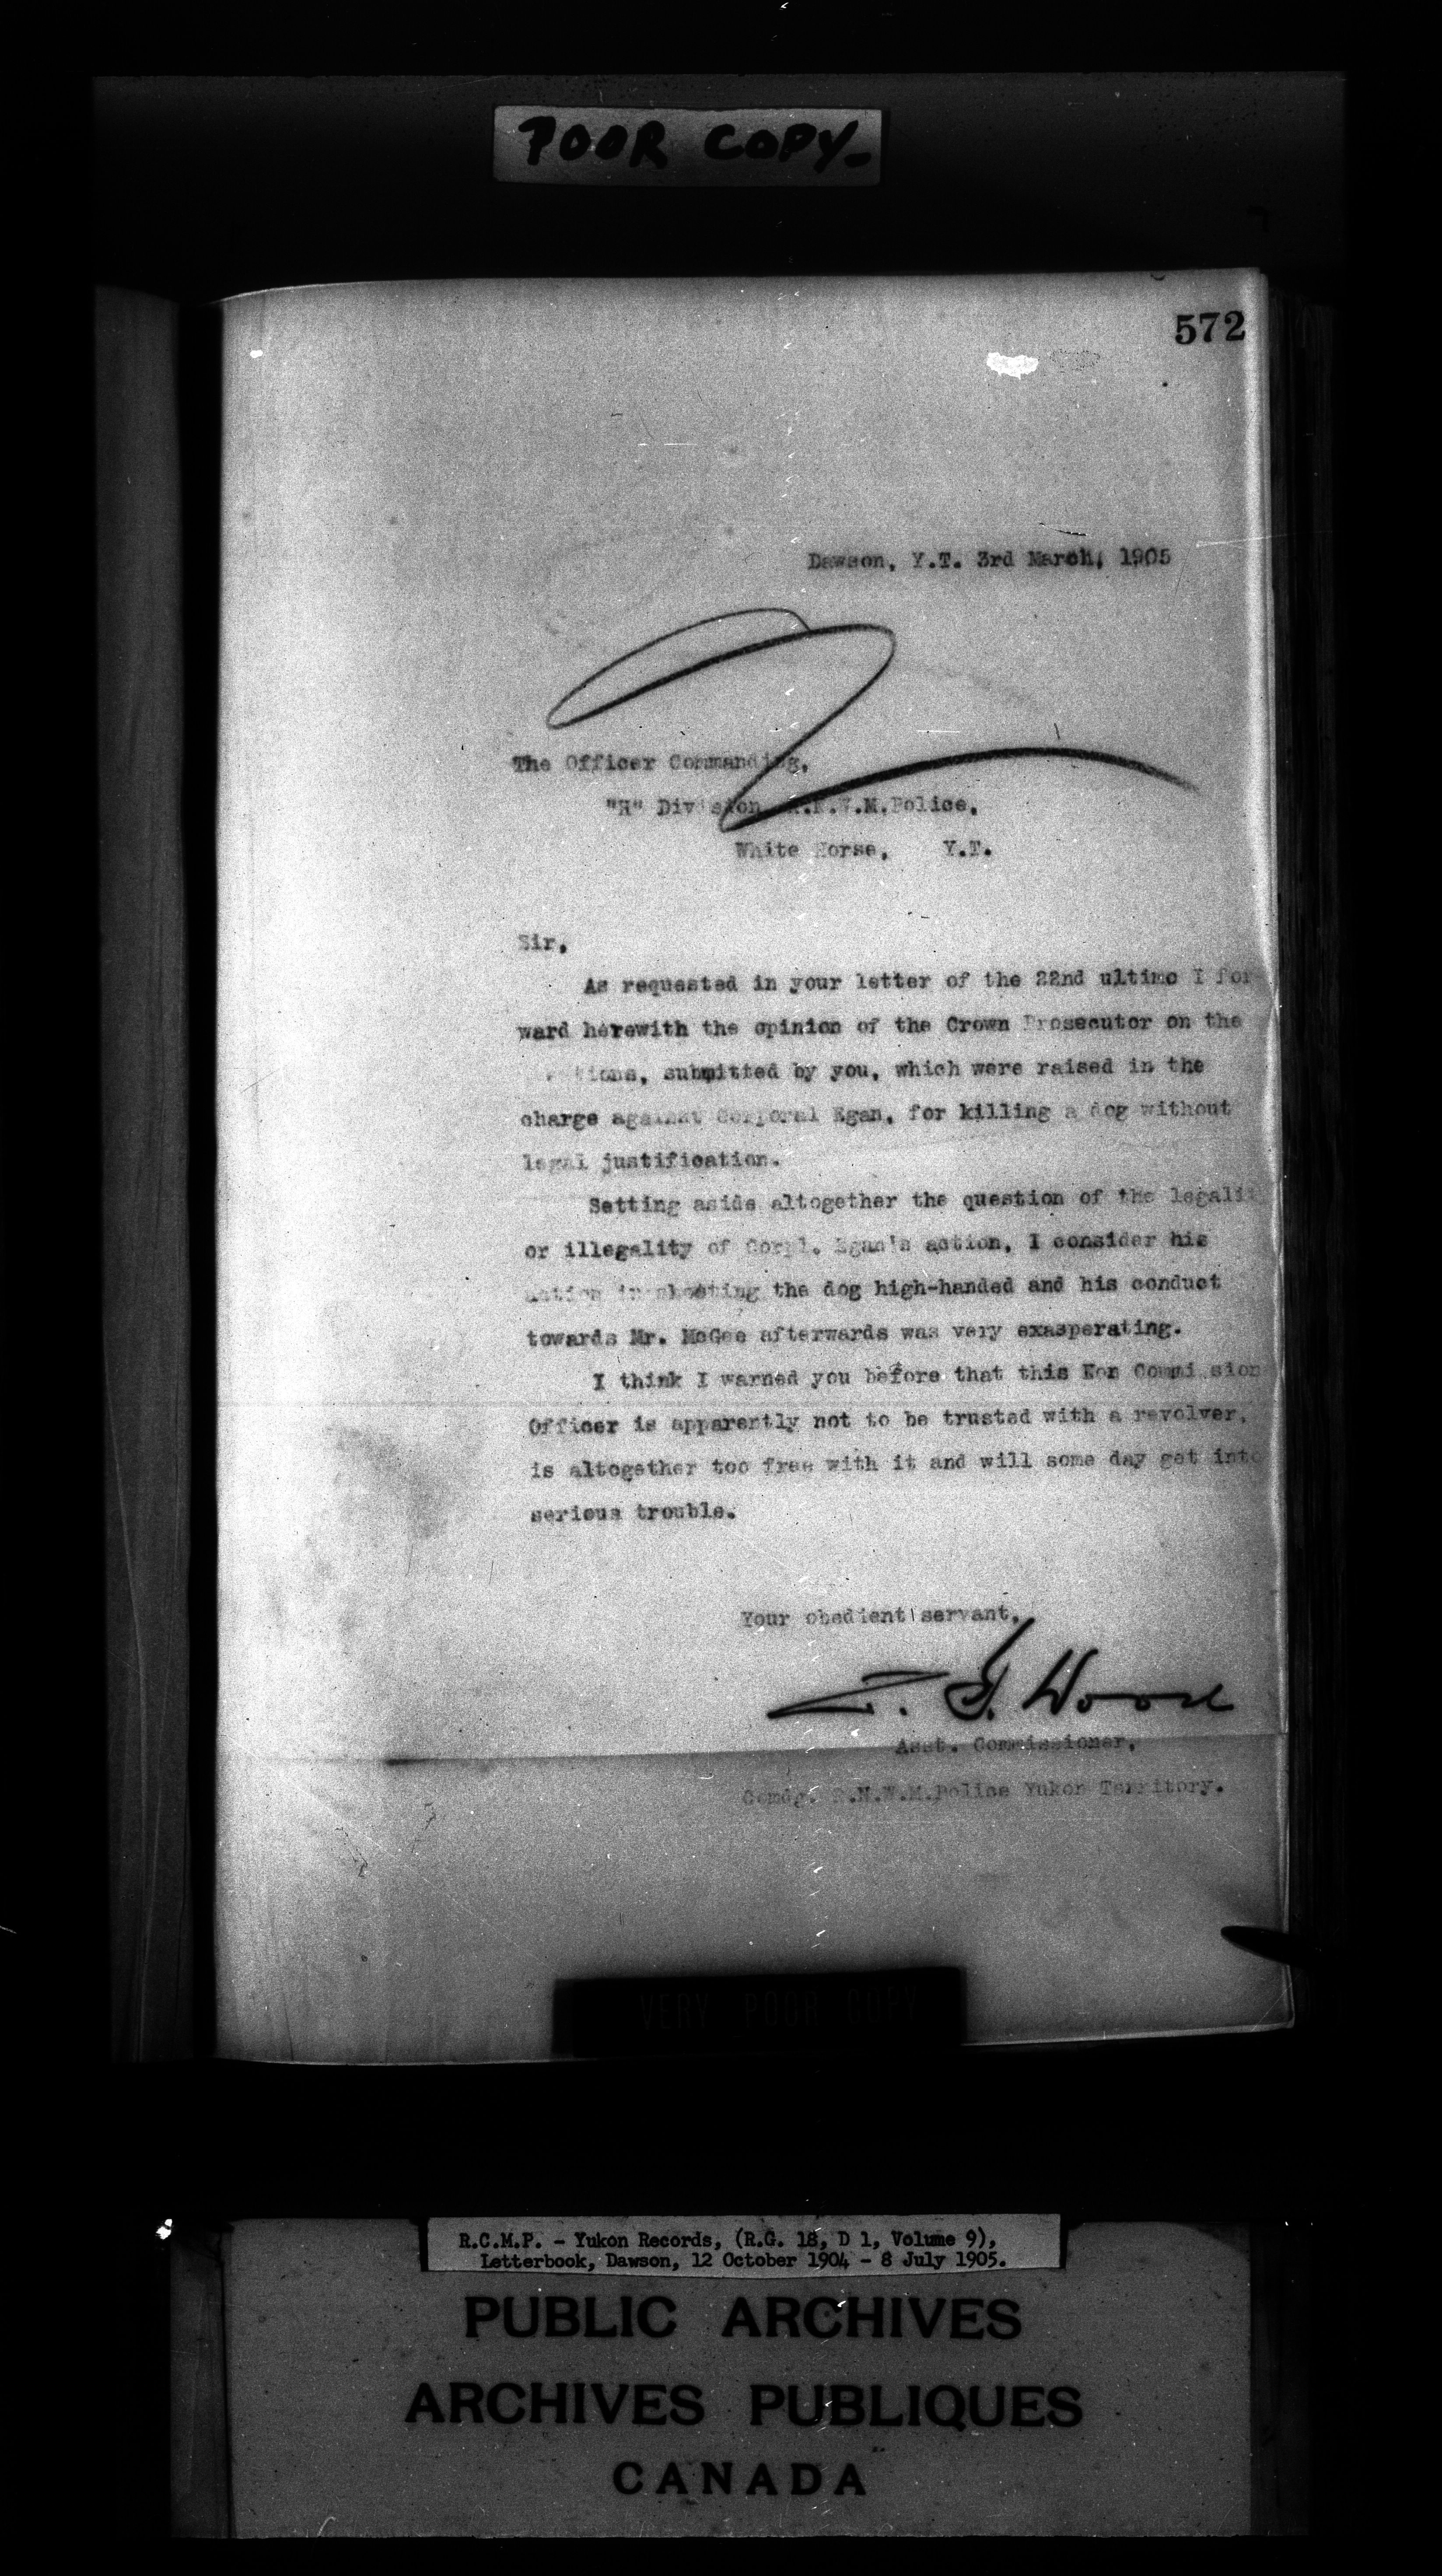 POOR COPY-
572
Dawson, Y.T. 3rd March, 1905
The Officer Commanding,
"H" Division R.N.W.M.Police,
White Horse, Y.T.
Sir,
As requested in your letter of the 22nd ultimo I for
ward herewith the opinion of the Crown Prosecutor on the
submitted by you, which were raised in the
charge against Corporal Egan, for killing a dog without
legal justification.
Setting aside altogether the question of the legali
or illegality of Corpl. Egan's action, I consider his
action in shooting the dog high-handed and his conduct
towards Mr. McGee afterwards was very exasperating.
I think I warned you before that this Non Commission
Officer is apparently not to be trusted with a revolver,
is altogether too free with it and will some day get into
serious trouble.
Your obedient servant,
Z. T. Wood
Asst. Commissioner,
Comdg. R.N.W.M.Police Yukon Territory.
VERY POOR COPY
R.C.M.P. - Yukon Records, (R.G. 18, D 1, Volume 9),
Letterbook, Dawson, 12 October 1904 - 8 July 1905.
PUBLIC ARCHIVES
ARCHIVES PUBLIQUES
CANADA